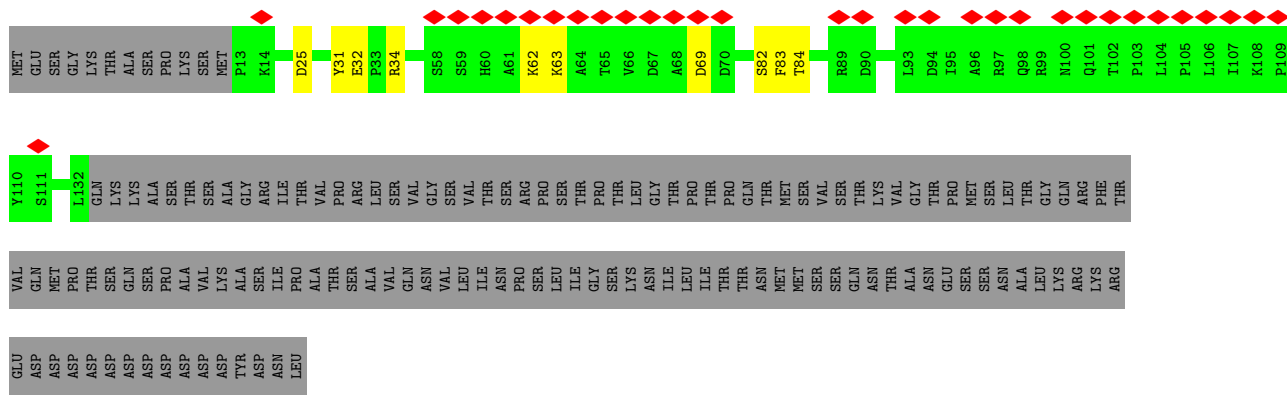 MET GLU SER GLY LYS THR ALA SER PRO LYS SER MET P13 K14 D25 Y31 E32 P33 R34 S58 S59 H60 A61 K62 K63 A64 T65 V66 D67 A68 D69 D70 S82 F83 T84 R89 D90 L93 D94 I95 A96 R97 Q98 R99 N100 Q101 T102 P103 L104 P105 L106 I107 K108 P109
Y110 S111 L132 GLN LYS LYS ALA SER THR SER ALA GLY ARG ILE THR VAL PRO ARG LEU SER VAL GLY SER VAL THR SER ARG PRO SER THR PRO THR LEU GLY THR PRO THR PRO GLN THR MET SER VAL SER THR LYS VAL GLY THR PRO MET SER LEU THR GLY GLN ARG PHE THR
VAL GLN MET PRO THR SER GLN SER PRO ALA VAL LYS ALA SER ILE PRO ALA THR SER ALA VAL GLN ASN VAL LEU ILE ASN PRO SER LEU ILE GLY SER LYS ASN ILE LEU ILE THR THR ASN MET MET SER SER GLN ASN THR ALA ASN GLU SER SER ASN ALA LEU LYS ARG LYS ARG
GLU ASP ASP ASP ASP ASP ASP ASP ASP ASP TYR ASP ASN LEU